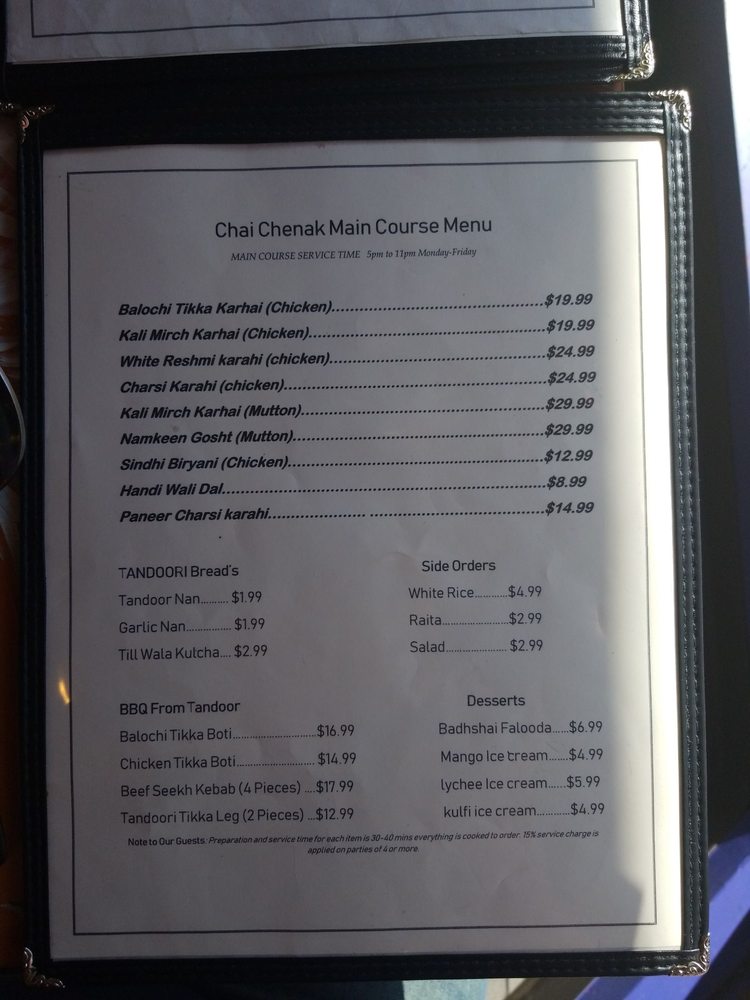 Chai Chenak Main Course Menu
MAIN COURSE SERVICE TIME 5pm to 11pm Monday-Friday
Balochi Tikka Karhai (Chicken)..........................................$19.99
Kali Mirch Karhai (Chicken)..............................................$19.99
White Reshmi karahi (chicken)..........................................$24.99
Charsi Karahi (chicken)....................................................$24.99
Kali Mirch Karhai (Mutton)................................................$29.99
Namkeen Gosht (Mutton)..................................................$29.99
Sindhi Biryani (Chicken)...................................................$12.99
Handi Wali Dal................................................................$8.99
Paneer Charsi karahi................... ..................................$14.99
TANDOORI Bread's
Tandoor Nan.......... $1.99
Garlic Nan................ $1.99
Till Wala Kutcha.... $2.99
Side Orders
White Rice............$4.99
Raita........................$2.99
Salad...................... $2.99
BBQ From Tandoor
Balochi Tikka Boti.............................$16.99
Chicken Tikka Boti........................... $14.99
Beef Seekh Kebab (4 Pieces) ....$17.99
Tandoori Tikka Leg (2 Pieces) ...$12.99
Desserts
Badhshai Falooda......$6.99
Mango Ice cream.......$4.99
lychee Ice cream......$5.99
kulfi ice cream............$4.99
Note to Our Guests: Preparation and service time for each item is 30-40 mins everything is cooked to order. 15% service charge is
applied on parties of 4 or more.